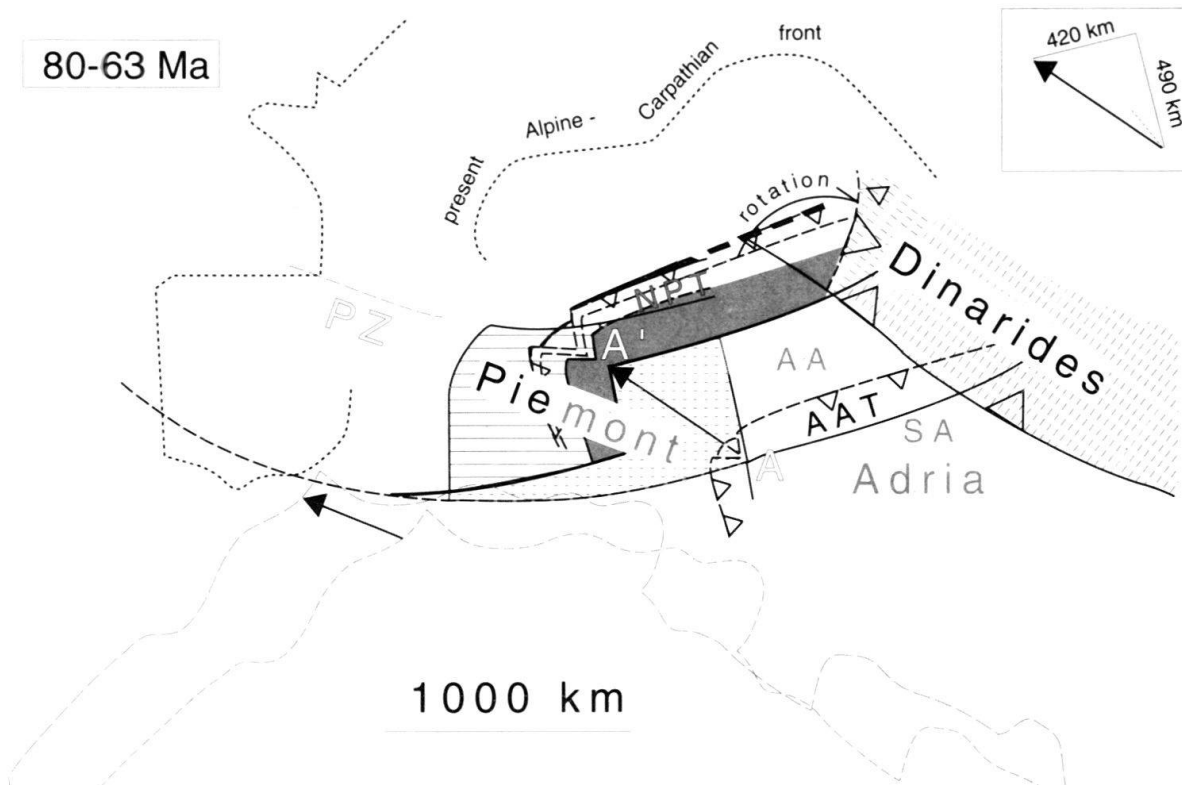 80-63 Ma
present
Alpine -
Carpathian
front
420 km
490 km
rotation
Dinarides
NPT
PZ
A'
Piemont
AA
AAT
SA
A
Adria
1000 km